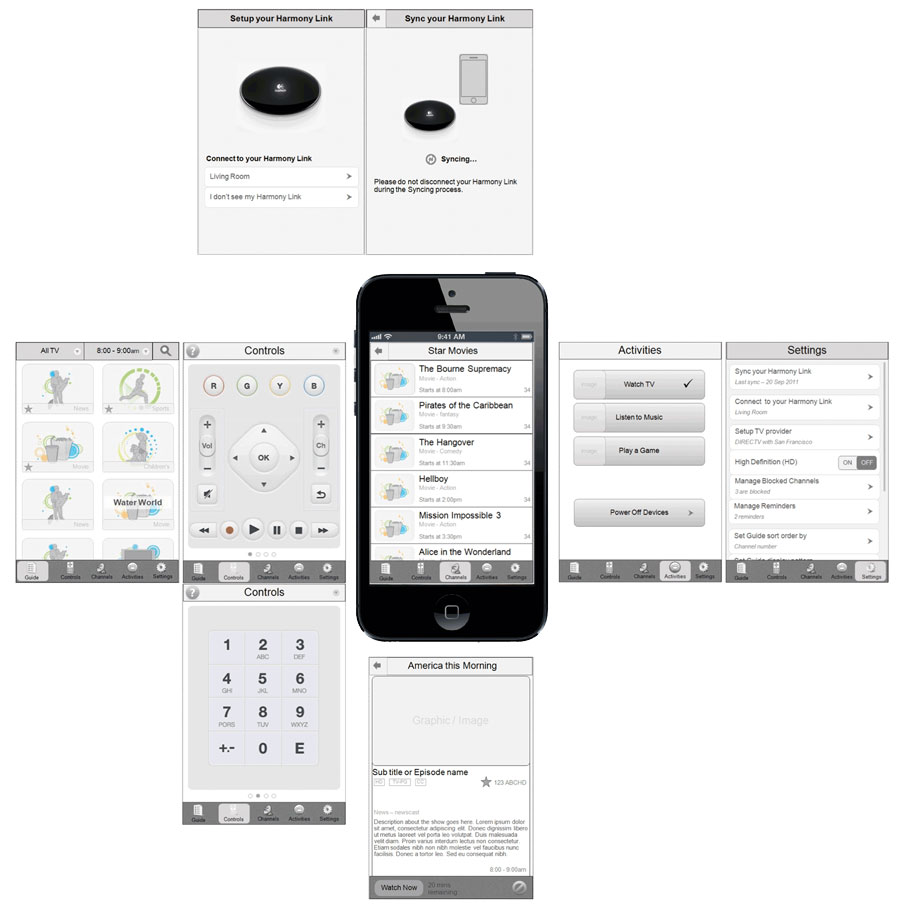 Setup your Harmony Link
Connect to your Harmony Link
Living Room
I don't see my Harmony Link
Sync your Harmony Link
Syncing...
Please do not disconnect your Harmony Link
during the Syncing process.
All TV
8:00 - 9:00am
News
Sports
Movie
Children's
News
Water World
Movie
Guide
Controls
Channels
Activities
Settings
Controls
R
G
Y
B
+
Vol
−
OK
+
Ch
−
Guide
Controls
Channels
Activities
Settings
9:41 AM
Star Movies
The Bourne Supremacy
Movie - Action
Starts at 8:00am
34
Pirates of the Caribbean
Movie - fantasy
Starts at 9:30am
34
The Hangover
Movie - Comedy
Starts at 11:30am
34
Hellboy
Movie - Action
Starts at 2:00pm
34
Mission Impossible 3
Movie - Action
Starts at 3:30pm
34
Alice in the Wonderland
Guide
Controls
Channels
Activities
Settings
Activities
image
Watch TV
image
Listen to Music
image
Play a Game
Power Off Devices
Guide
Controls
Channels
Activities
Settings
Settings
Sync your Harmony Link
Last sync – 20 Sep 2011
Connect to your Harmony Link
Living Room
Setup TV provider
DIRECTV with San Francisco
High Definition (HD)
ON
OFF
Manage Blocked Channels
3 are blocked
Manage Reminders
2 reminders
Set Guide sort order by
Channel number
Guide
Controls
Channels
Activities
Settings
?
Controls
1
2
ABC
3
DEF
4
GHI
5
JKL
6
MNO
7
PQRS
8
TUV
9
WXYZ
+.-
0
E
Guide
Controls
Channels
Activities
Settings
America this Morning
Graphic / Image
Sub title or Episode name
HD
CC
123 ABCHD
News – newscast
Description about the show goes here. Lorem ipsum dolor
sit amet, consectetur adipiscing elit. Donec dignissim libero
ut metus laoreet vel porta leo volutpat. Duis malesuada
velit diam. Proin varius interdum lectus non consectetur.
Etiam sodales nibh non nibh molestie vel faucibus nunc
faucibus. Donec a tortor leo. Sed eu consequat nibh.
8:00 - 9:00am
Watch Now
20 mins
remaining